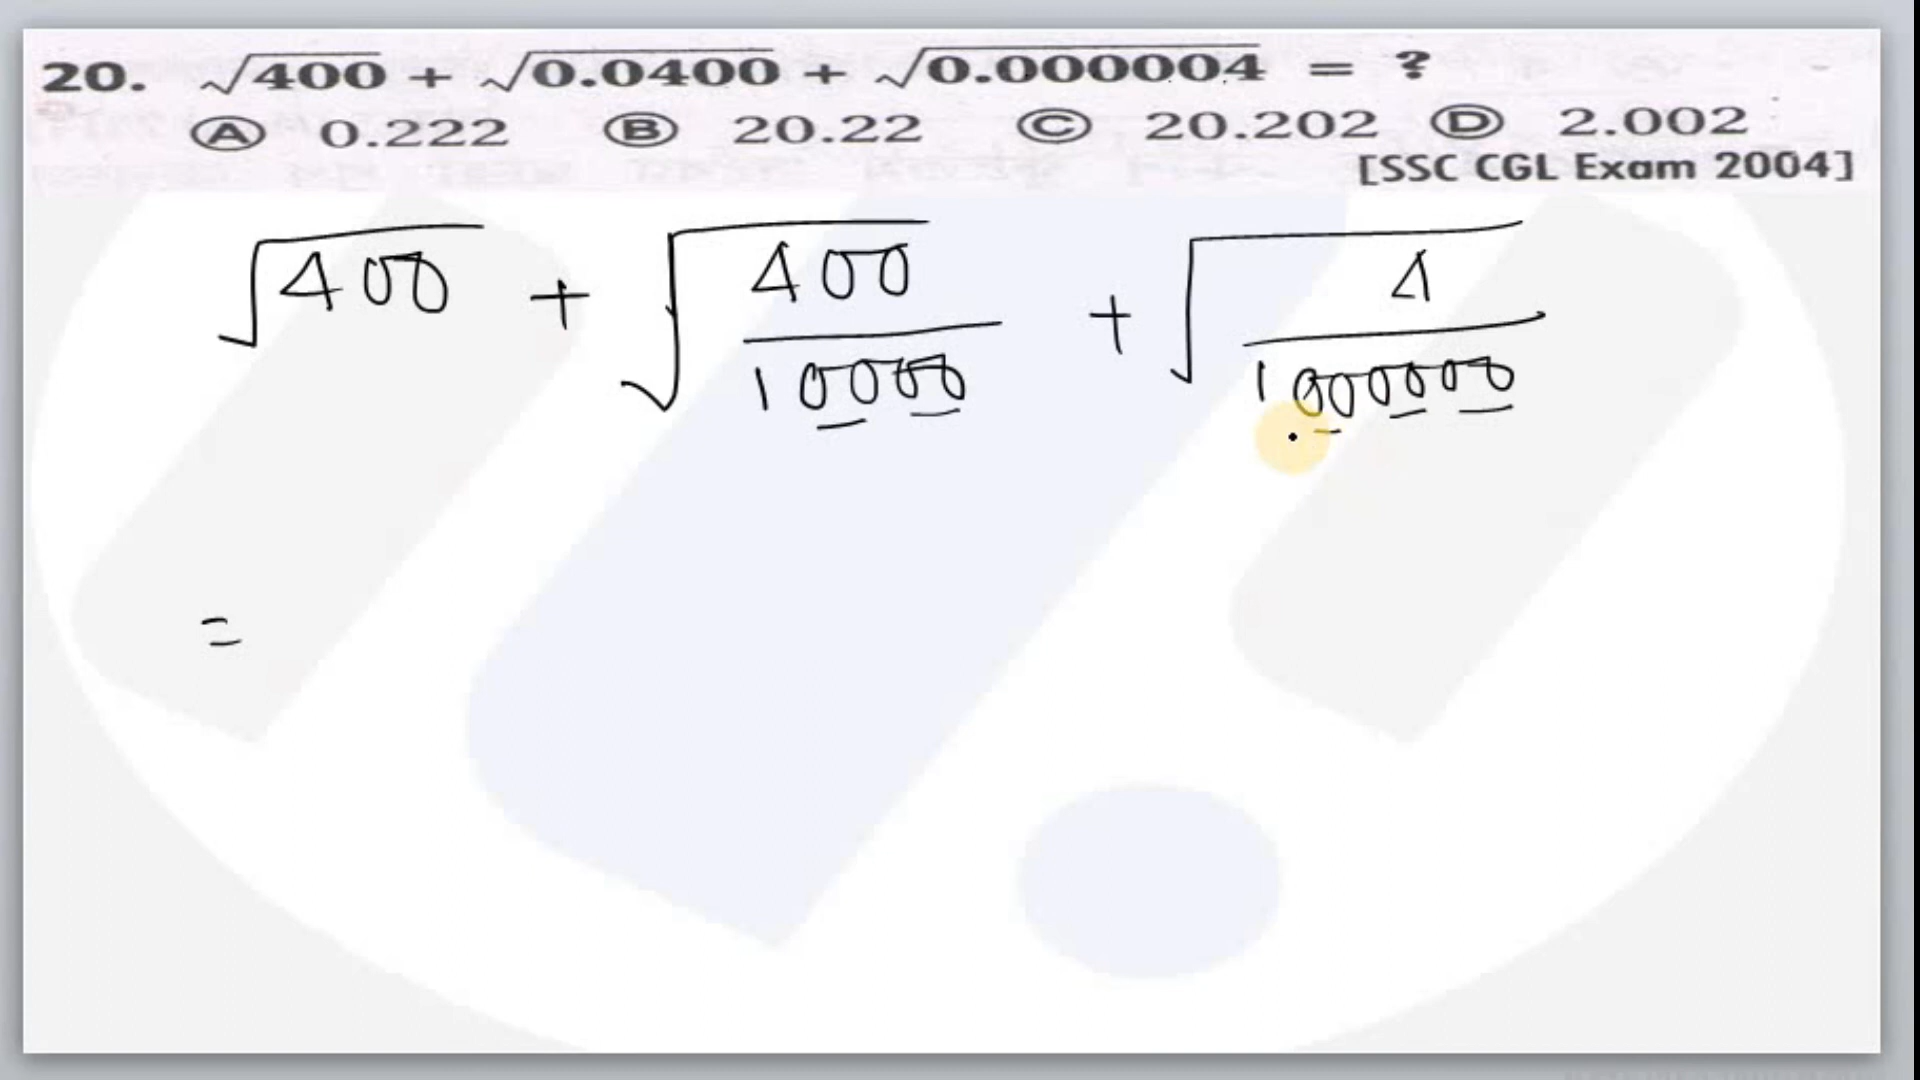 20. √400 + √0.0400 + √0.000004 = ?
Ⓐ 0.222 Ⓑ 20.22 Ⓒ 20.202 Ⓓ 2.002
[SSC CGL Exam 2004]
√400 + √(400/10000) + √(4/1000000)
=